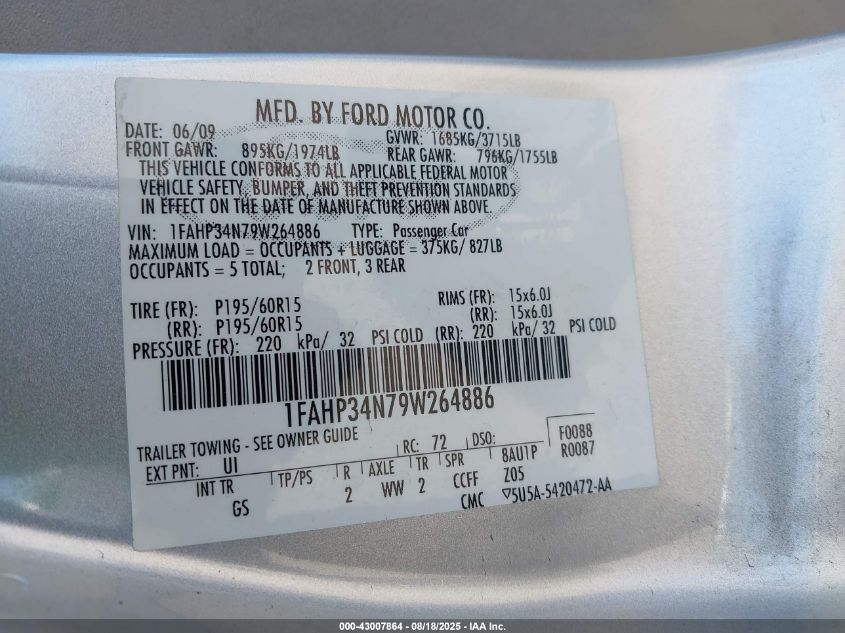 MFD. BY FORD MOTOR CO.
DATE: 06/09 GVWR: 1685KG/3715LB
FRONT GAWR: 895KG/1974LB REAR GAWR: 796KG/1755LB
THIS VEHICLE CONFORMS TO ALL APPLICABLE FEDERAL MOTOR
VEHICLE SAFETY, BUMPER, AND THEFT PREVENTION STANDARDS
IN EFFECT ON THE DATE OF MANUFACTURE SHOWN ABOVE.
VIN: 1FAHP34N79W264886 TYPE: Passenger Car
MAXIMUM LOAD = OCCUPANTS + LUGGAGE = 375KG/ 827LB
OCCUPANTS = 5 TOTAL; 2 FRONT, 3 REAR
TIRE (FR): P195/60R15 RIMS (FR): 15x6.0J
(RR): P195/60R15 (RR): 15x6.0J
PRESSURE (FR): 220 kPa/ 32 PSI COLD (RR): 220 kPa/ 32 PSI COLD
1FAHP34N79W264886
TRAILER TOWING - SEE OWNER GUIDE F0088
EXT PNT: UI RC: 72 DSO: 8AU1P R0087
INT TR TP/PS R AXLE TR SPR Z05
GS 2 WW 2 CCFF
CMC ▽5U5A-5420472-AA
000-43007864 - 08/18/2025 - IAA Inc.